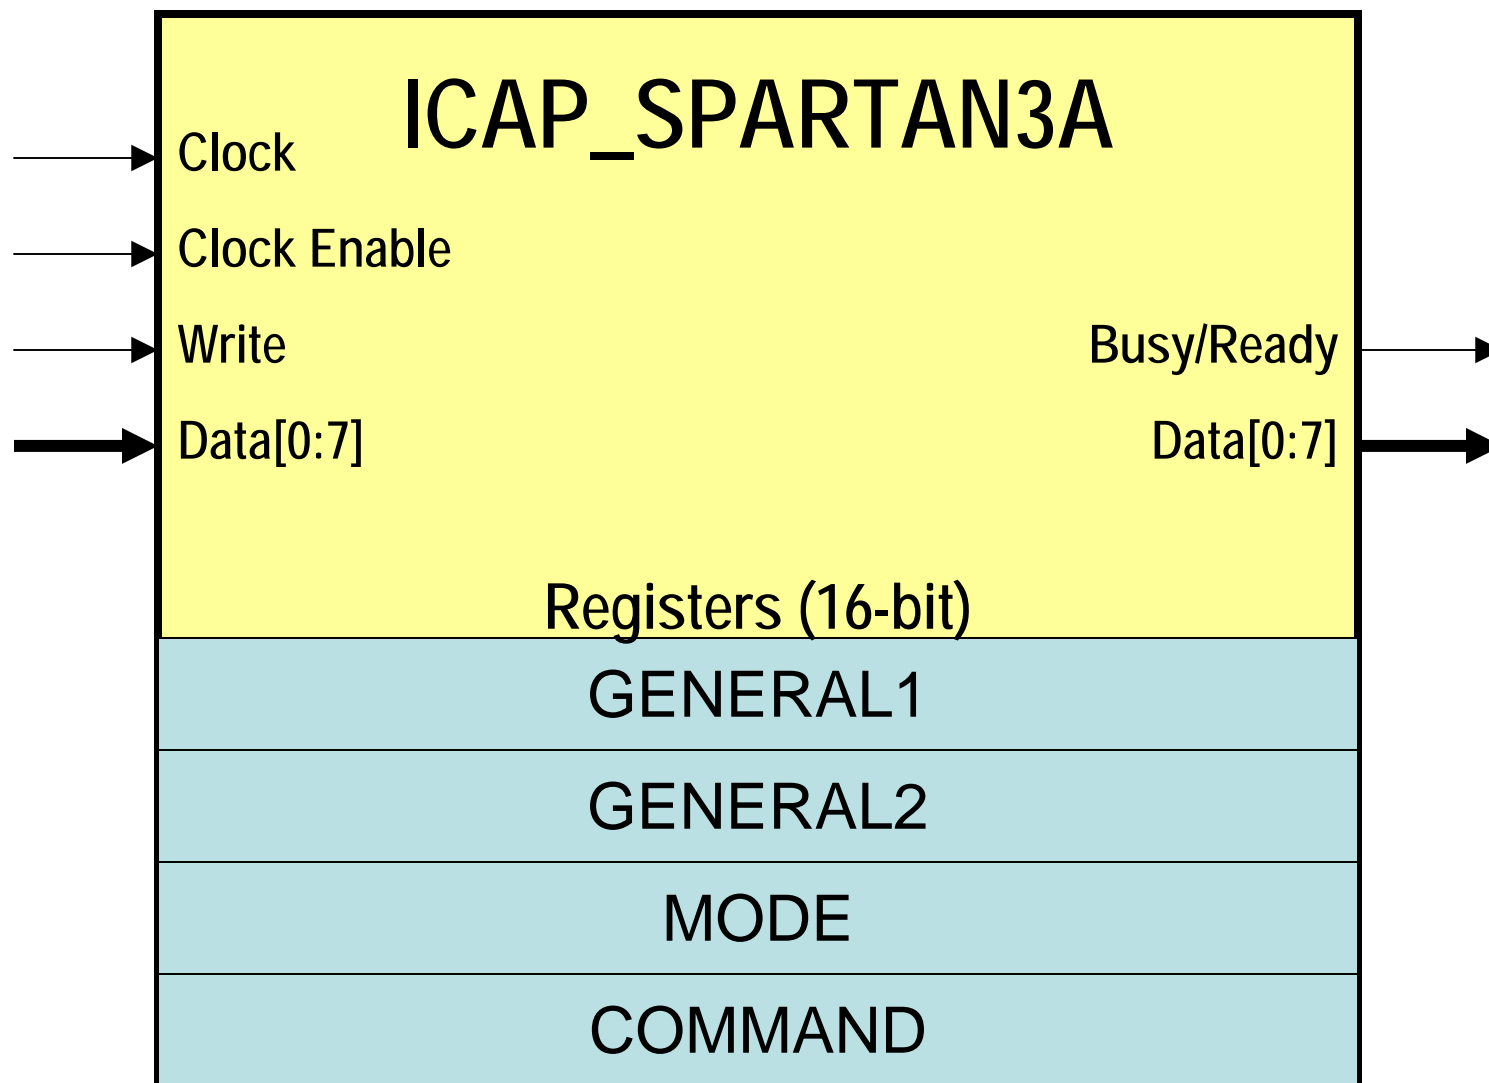 ICAP_SPARTAN3A
Clock
Clock Enable
Write
Busy/Ready
Data[0:7]
Data[0:7]
Registers (16-bit)
GENERAL1
GENERAL2
MODE
COMMAND